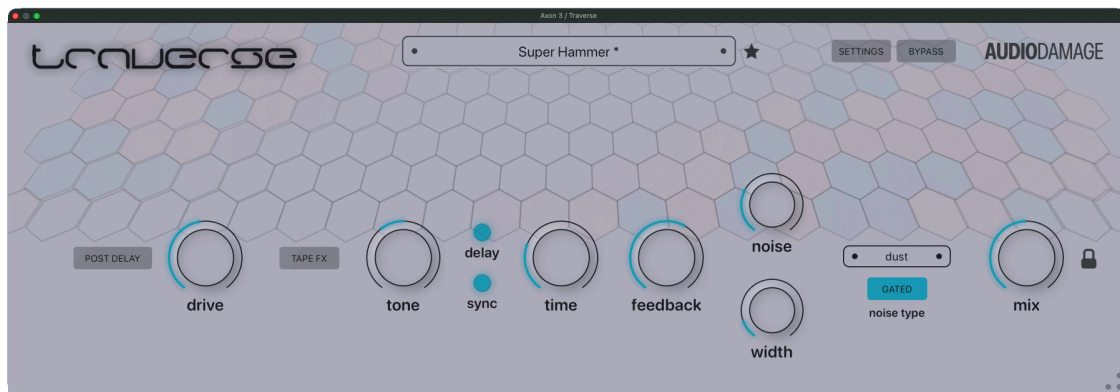 Axon 3 / Traverse
traverse
Super Hammer *
SETTINGS
BYPASS
AUDIODAMAGE
POST DELAY
drive
TAPE FX
tone
delay
sync
time
feedback
noise
width
dust
GATED
noise type
mix